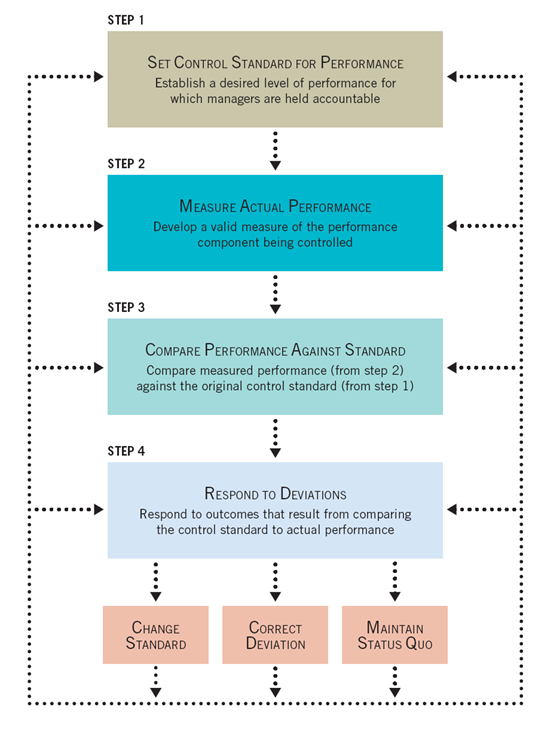 STEP 1
SET CONTROL STANDARD FOR PERFORMANCE
Establish a desired level of performance for
which managers are held accountable
STEP 2
MEASURE ACTUAL PERFORMANCE
Develop a valid measure of the performance
component being controlled
STEP 3
COMPARE PERFORMANCE AGAINST STANDARD
Compare measured performance (from step 2)
against the original control standard (from step 1)
STEP 4
RESPOND TO DEVIATIONS
Respond to outcomes that result from comparing
the control standard to actual performance
CHANGE
STANDARD
CORRECT
DEVIATION
MAINTAIN
STATUS QUO